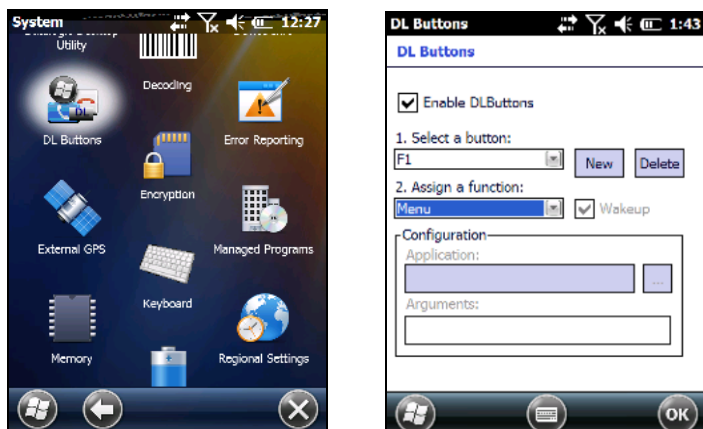 System
12:27
Utility
Decoding
DL
DL Buttons
Error Reporting
Encryption
External GPS
Managed Programs
Keyboard
Memory
Regional Settings
DL Buttons
1:43
DL Buttons
Enable DLButtons
1. Select a button:
F1
New
Delete
2. Assign a function:
Menu
Wakeup
Configuration
Application:
...
Arguments:
OK